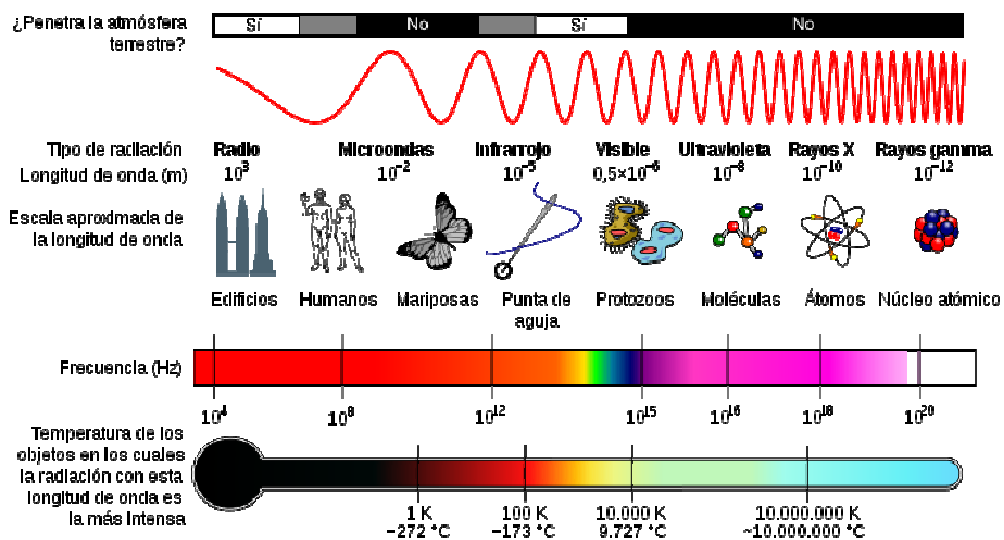 ¿Penetra la atmósfera
terrestre?
Sí No Sí No
Tipo de radiación Radio Microondas Infrarrojo Visible Ultravioleta Rayos X Rayos gamma
Longitud de onda (m) 10³ 10⁻² 10⁻⁵ 0,5×10⁻⁶ 10⁻⁸ 10⁻¹⁰ 10⁻¹²
Escala aproximada de
la longitud de onda
Edificios Humanos Mariposas Punta de Protozoos Moléculas Átomos Núcleo atómico
aguja
Frecuencia (Hz)
10⁴ 10⁸ 10¹² 10¹⁵ 10¹⁶ 10¹⁸ 10²⁰
Temperatura de los
objetos en los cuales
la radiación con esta
longitud de onda es
la más intensa
1 K 100 K 10.000 K 10.000.000 K
−272 °C −173 °C 9.727 °C ~10.000.000 °C